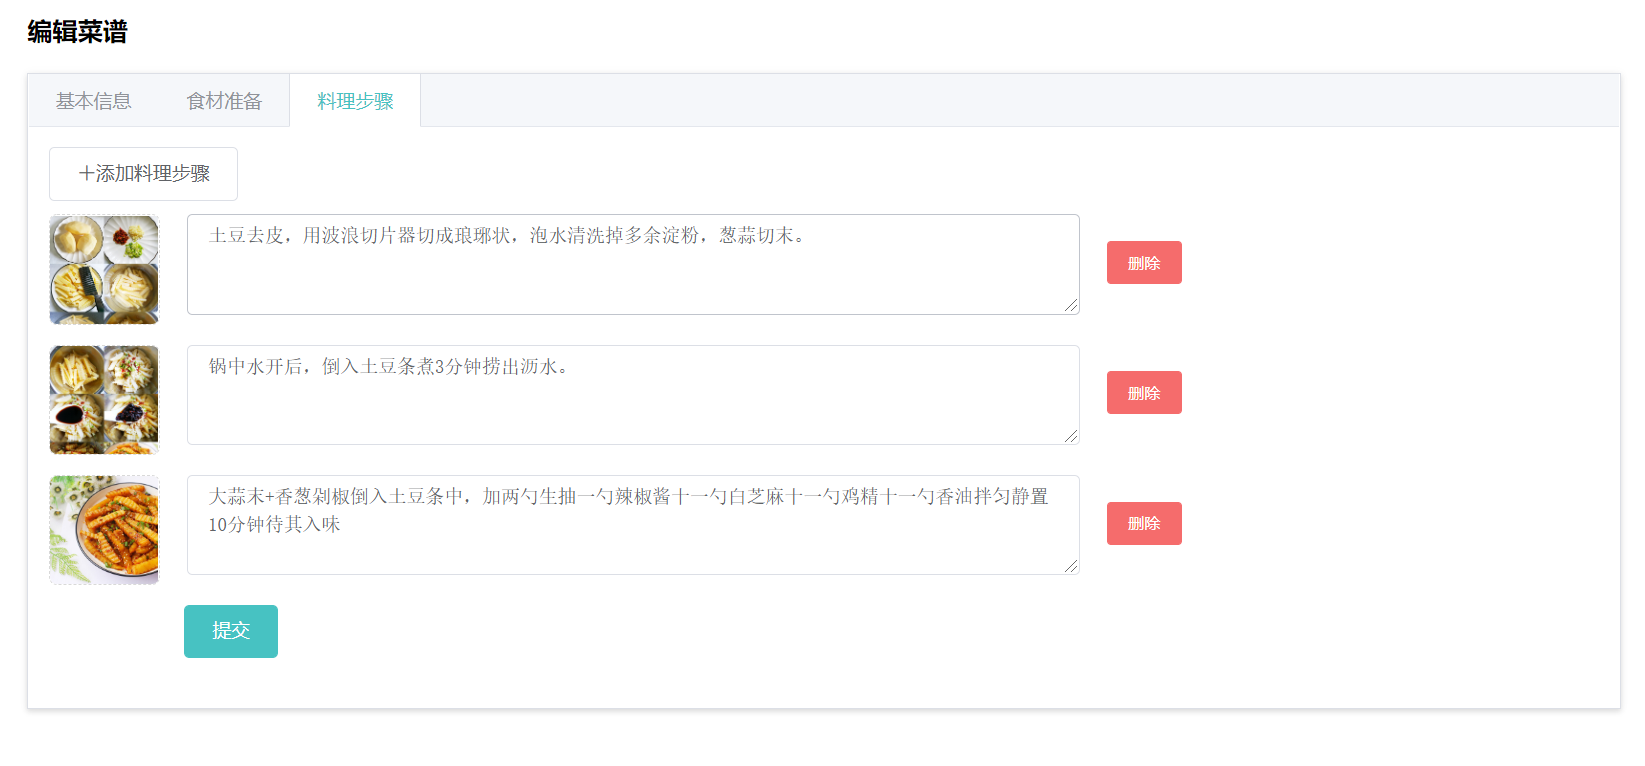 编辑菜谱
基本信息 食材准备 料理步骤
+添加料理步骤
土豆去皮，用波浪切片器切成琅琊状，泡水清洗掉多余淀粉，葱蒜切末。
删除
锅中水开后，倒入土豆条煮3分钟捞出沥水。
删除
大蒜末+香葱剁椒倒入土豆条中，加两勺生抽一勺辣椒酱十一勺白芝麻十一勺鸡精十一勺香油拌匀静置
10分钟待其入味
删除
提交